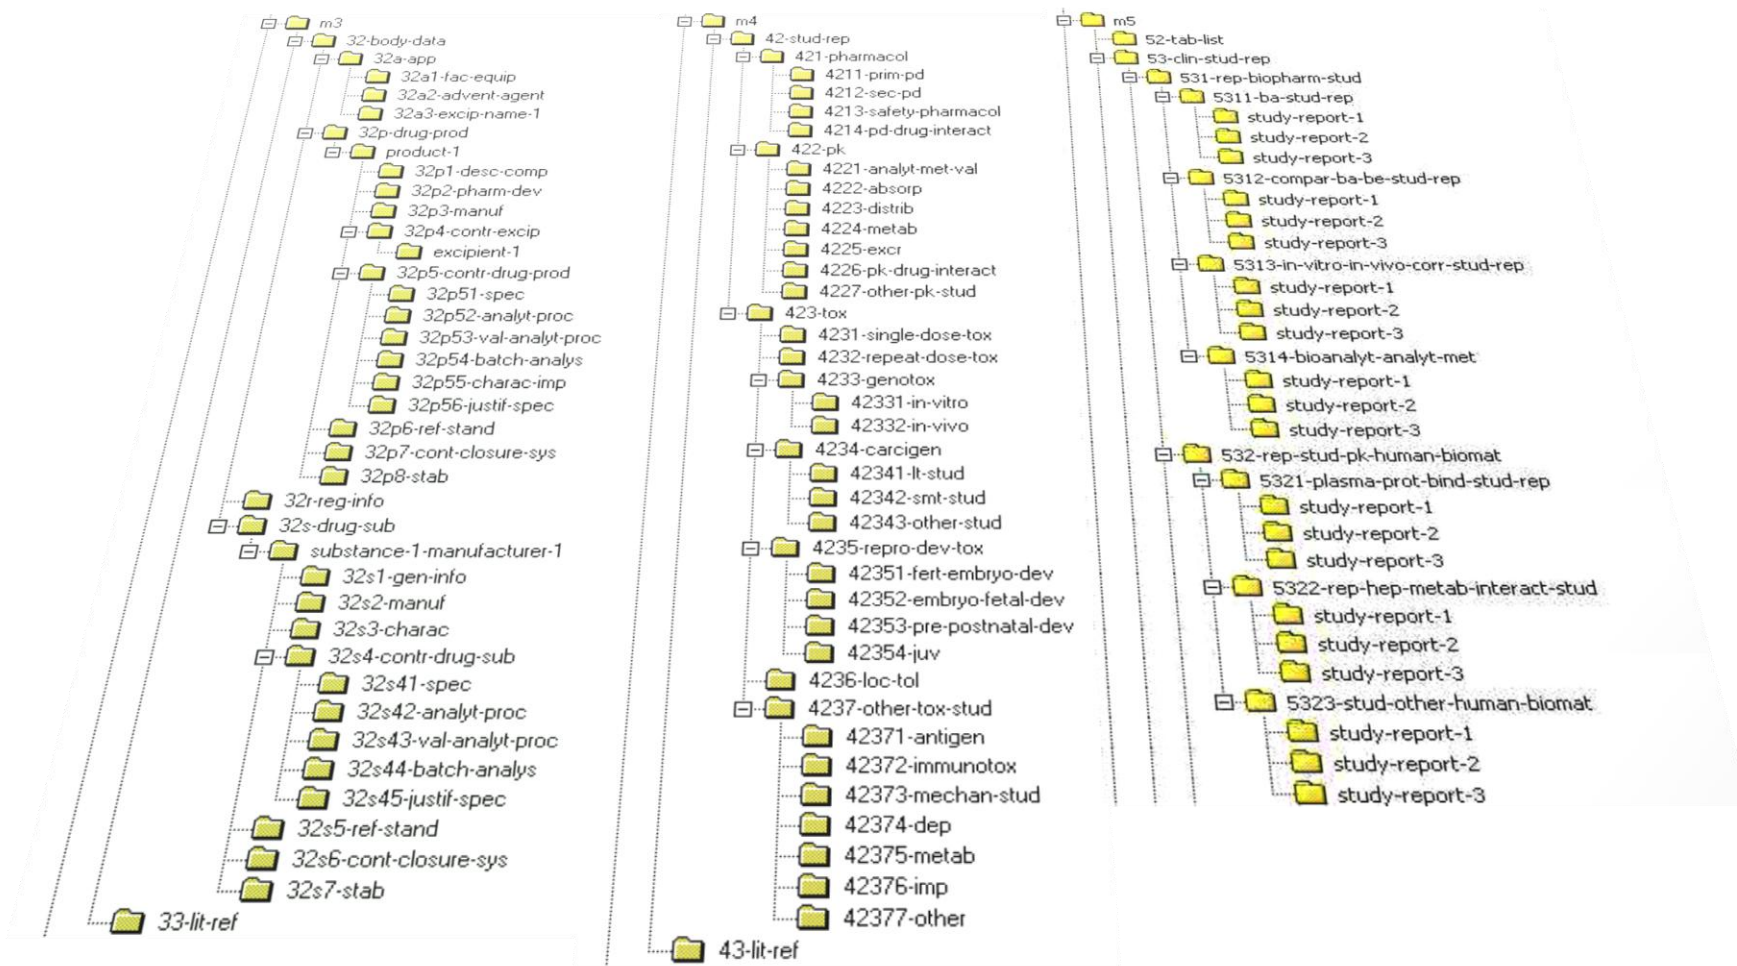 m3
32-body-data
32a-app
32a1-fac-equip
32a2-advent-agent
32a3-excip-name-1
32p-drug-prod
product-1
32p1-desc-comp
32p2-pharm-dev
32p3-manuf
32p4-contr-excip
excipient-1
32p5-contr-drug-prod
32p51-spec
32p52-analyt-proc
32p53-val-analyt-proc
32p54-batch-analys
32p55-charac-imp
32p56-justif-spec
32p6-ref-stand
32p7-cont-closure-sys
32p8-stab
32r-reg-info
32s-drug-sub
substance-1-manufacturer-1
32s1-gen-info
32s2-manuf
32s3-charac
32s4-contr-drug-sub
32s41-spec
32s42-analyt-proc
32s43-val-analyt-proc
32s44-batch-analys
32s45-justif-spec
32s5-ref-stand
32s6-cont-closure-sys
32s7-stab
33-lit-ref
m4
42-stud-rep
421-pharmacol
4211-prim-pd
4212-sec-pd
4213-safety-pharmacol
4214-pd-drug-interact
422-pk
4221-analyt-met-val
4222-absorp
4223-distrib
4224-metab
4225-excr
4226-pk-drug-interact
4227-other-pk-stud
423-tox
4231-single-dose-tox
4232-repeat-dose-tox
4233-genotox
42331-in-vitro
42332-in-vivo
4234-carcigen
42341-lt-stud
42342-smt-stud
42343-other-stud
4235-repro-dev-tox
42351-fert-embryo-dev
42352-embryo-fetal-dev
42353-pre-postnatal-dev
42354-juv
4236-loc-tol
4237-other-tox-stud
42371-antigen
42372-immunotox
42373-mechan-stud
42374-dep
42375-metab
42376-imp
42377-other
43-lit-ref
m5
52-tab-list
53-clin-stud-rep
531-rep-biopharm-stud
5311-ba-stud-rep
study-report-1
study-report-2
study-report-3
5312-compar-ba-be-stud-rep
study-report-1
study-report-2
study-report-3
5313-in-vitro-in-vivo-corr-stud-rep
study-report-1
study-report-2
study-report-3
5314-bioanalyt-analyt-met
study-report-1
study-report-2
study-report-3
532-rep-stud-pk-human-biomat
5321-plasma-prot-bind-stud-rep
study-report-1
study-report-2
study-report-3
5322-rep-hep-metab-interact-stud
study-report-1
study-report-2
study-report-3
5323-stud-other-human-biomat
study-report-1
study-report-2
study-report-3